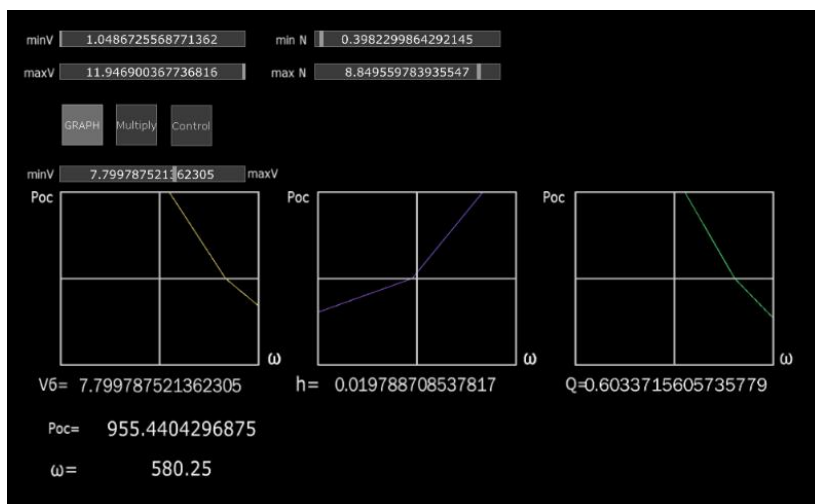 minV 1.0486725568771362 min N 0.3982299864292145
maxV 11.946900367736816 max N 8.849559783935547
GRAPH Multiply Control
minV 7.799787521362305 maxV
Poc Poc Poc
ω ω ω
V6= 7.799787521362305 h= 0.019788708537817 Q=0.6033715605735779
Poc= 955.4404296875
ω= 580.25